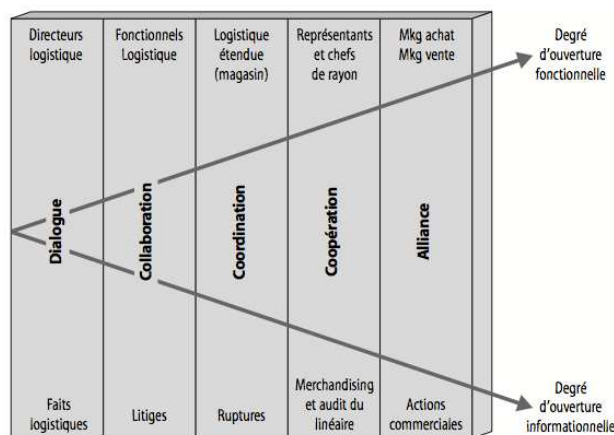 Directeurs
logistique
Fonctionnels
Logistique
Logistique
étendue
(magasin)
Représentants
et chefs
de rayon
Mkg achat
Mkg vente
Degré
d'ouverture
fonctionnelle
Dialogue
Collaboration
Coordination
Coopération
Alliance
Faits
logistiques
Litiges
Ruptures
Merchandising
et audit du
linéaire
Actions
commerciales
Degré
d'ouverture
informationnelle